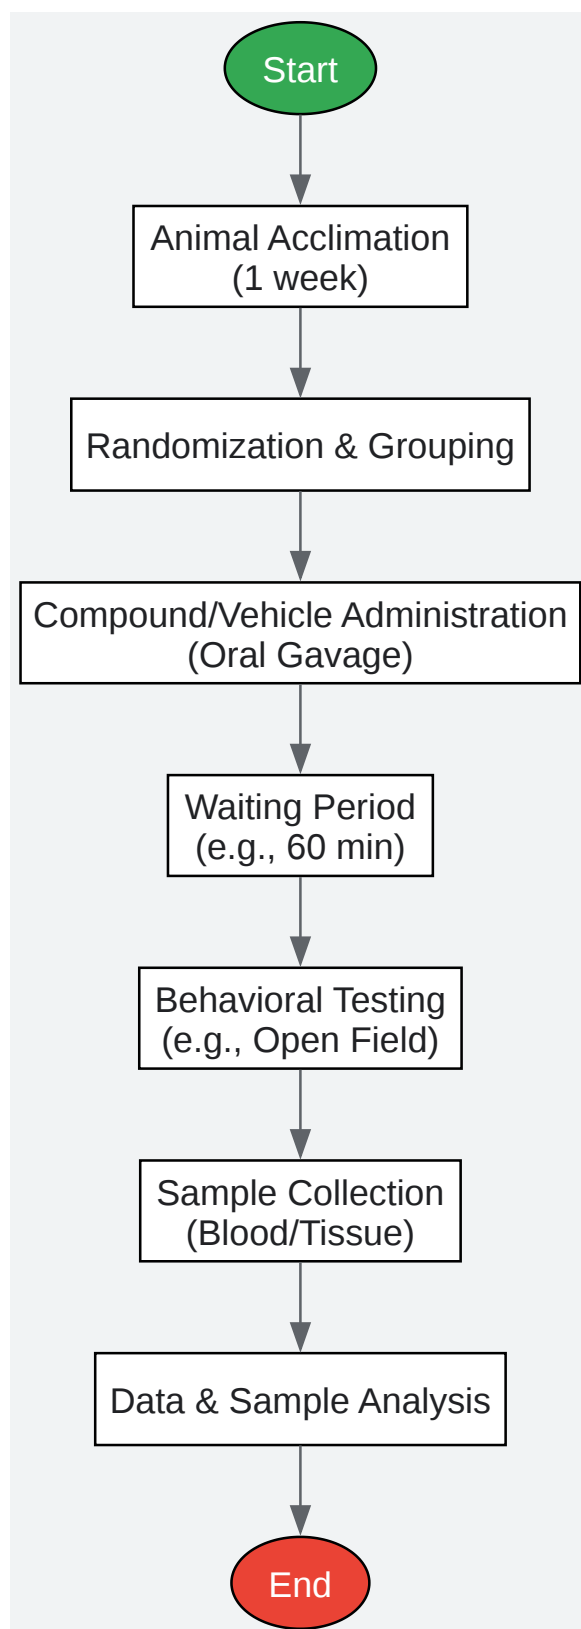 Start
Animal Acclimation
(1 week)
Randomization & Grouping
Compound/Vehicle Administration
(Oral Gavage)
Waiting Period
(e.g., 60 min)
Behavioral Testing
(e.g., Open Field)
Sample Collection
(Blood/Tissue)
Data & Sample Analysis
End